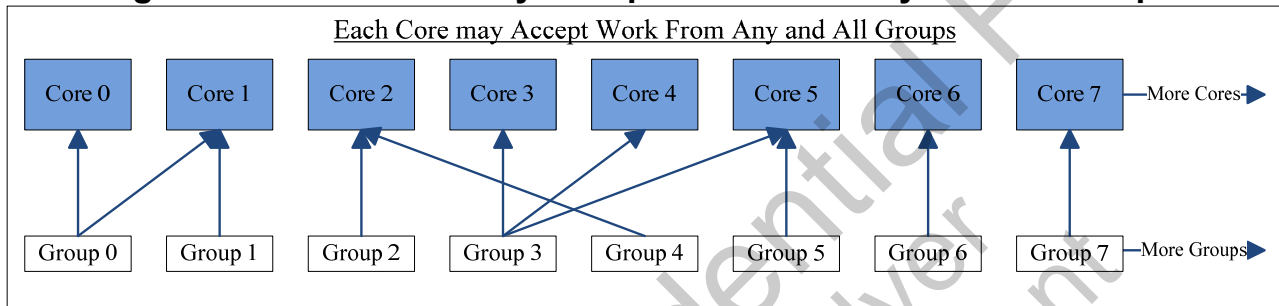 Each Core may Accept Work From Any and All Groups
Core 0 Core 1 Core 2 Core 3 Core 4 Core 5 Core 6 Core 7 More Cores
Group 0 Group 1 Group 2 Group 3 Group 4 Group 5 Group 6 Group 7 More Groups